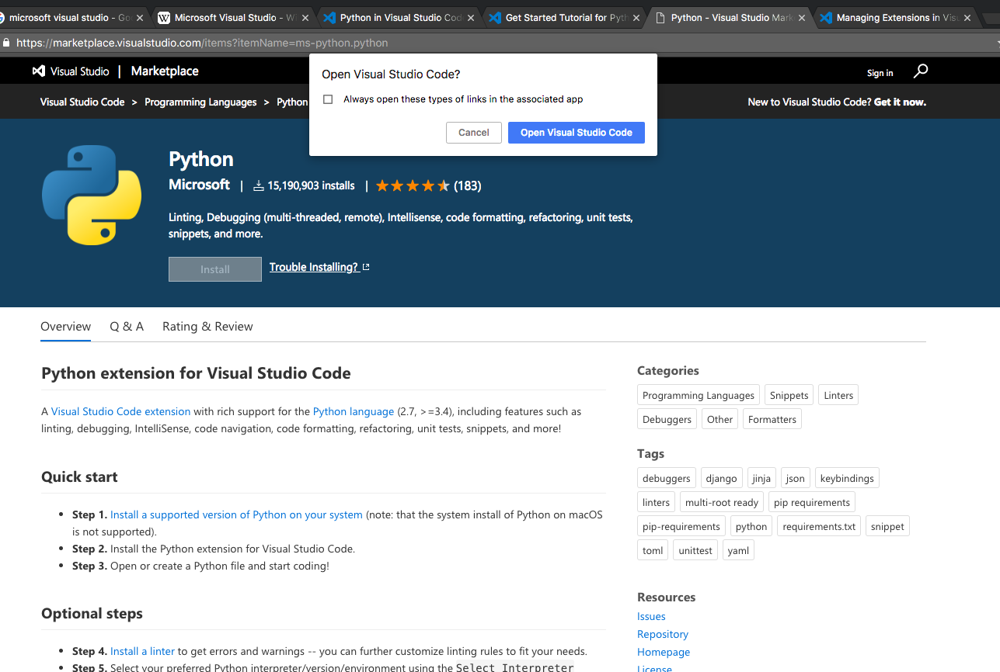 microsoft visual studio - Go
Microsoft Visual Studio - W
Python in Visual Studio Cod
Get Started Tutorial for Pyth
Python - Visual Studio Mark
Managing Extensions in Visu
https://marketplace.visualstudio.com/items?itemName=ms-python.python
Visual Studio | Marketplace
Sign in
Visual Studio Code > Programming Languages > Python
New to Visual Studio Code? Get it now.
Open Visual Studio Code?
Always open these types of links in the associated app
Cancel
Open Visual Studio Code
Python
Microsoft | 15,190,903 installs | (183)
Linting, Debugging (multi-threaded, remote), Intellisense, code formatting, refactoring, unit tests,
snippets, and more.
Install
Trouble Installing?
Overview Q & A Rating & Review
Python extension for Visual Studio Code
A Visual Studio Code extension with rich support for the Python language (2.7, >=3.4), including features such as
linting, debugging, IntelliSense, code navigation, code formatting, refactoring, unit tests, snippets, and more!
Quick start
• Step 1. Install a supported version of Python on your system (note: that the system install of Python on macOS
is not supported).
• Step 2. Install the Python extension for Visual Studio Code.
• Step 3. Open or create a Python file and start coding!
Optional steps
• Step 4. Install a linter to get errors and warnings -- you can further customize linting rules to fit your needs.
• Step 5. Select your preferred Python interpreter/version/environment using the Select Interpreter
Categories
Programming Languages Snippets Linters
Debuggers Other Formatters
Tags
debuggers django jinja json keybindings
linters multi-root ready pip requirements
pip-requirements python requirements.txt snippet
toml unittest yaml
Resources
Issues
Repository
Homepage
License